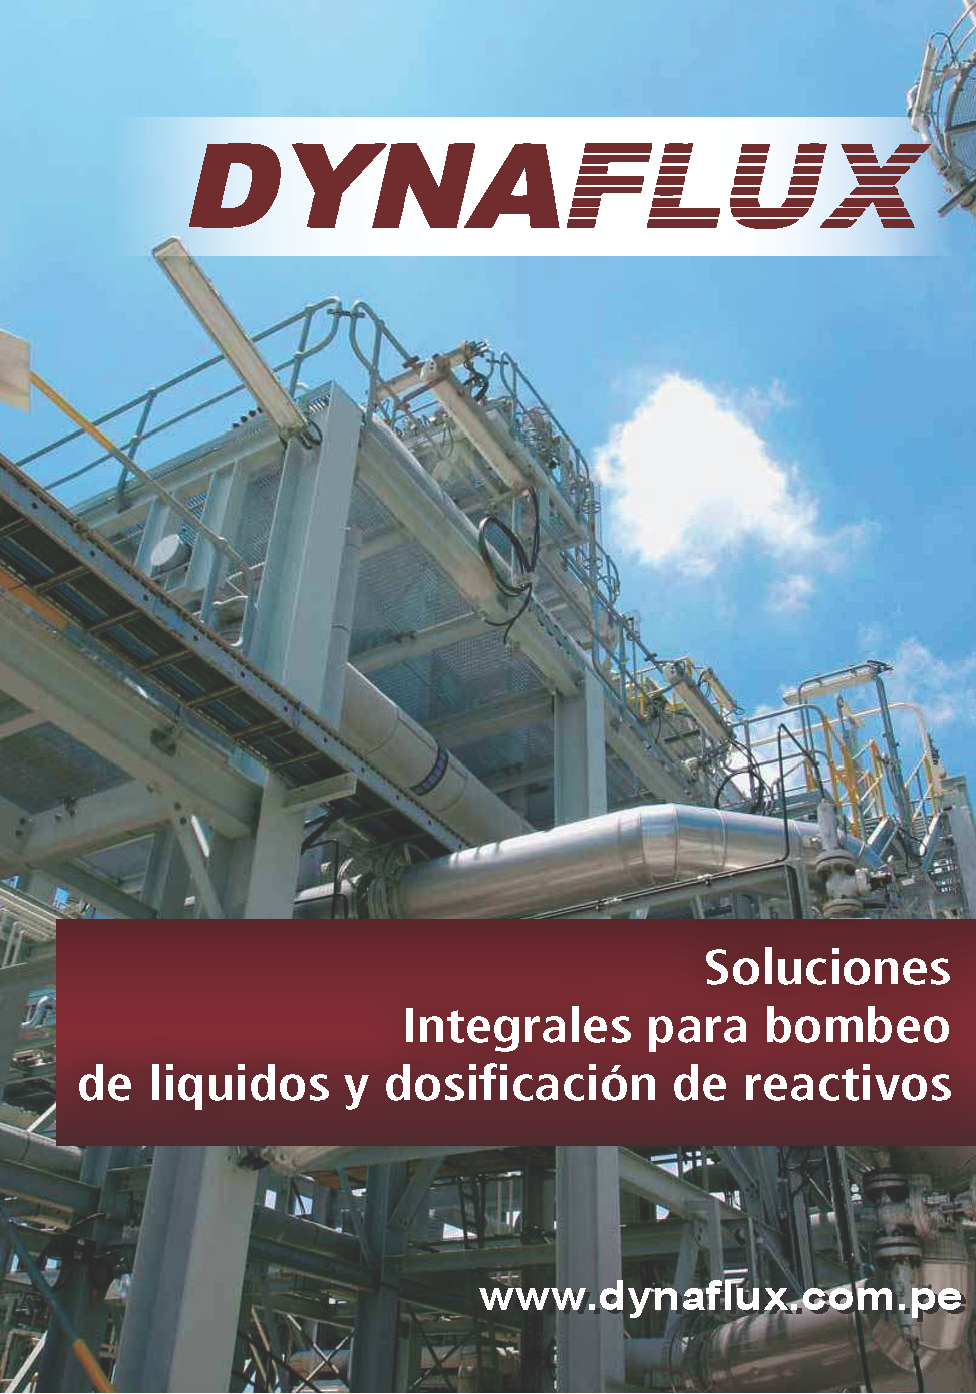 DYNAFLUX
Soluciones
Integrales para bombeo
de liquidos y dosificación de reactivos
www.dynaflux.com.pe